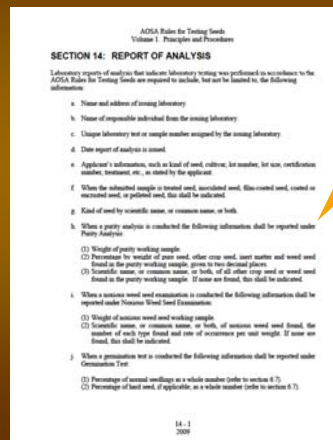 AOSA Rules for Testing Seeds
Volume 1. Principles and Procedures
SECTION 14: REPORT OF ANALYSIS
Laboratory reports of analysis that indicate laboratory testing was performed in accordance to the
AOSA Rules for Testing Seeds are required to include, but not be limited to, the following
information:
a. Name and address of issuing laboratory.
b. Name of responsible individual from the issuing laboratory.
c. Unique laboratory test or sample number assigned by the issuing laboratory.
d. Date report of analysis is issued.
e. Applicant's information, such as kind of seed, cultivar, lot number, lot size, certification
number, treatment, etc., as stated by the applicant.
f. When the submitted sample is treated seed, inoculated seed, film-coated seed, coated or
encrusted seed, or pelleted seed, this shall be indicated.
g. Kind of seed by scientific name, or common name, or both.
h. When a purity analysis is conducted the following information shall be reported under
Purity Analysis:
(1) Weight of purity working sample.
(2) Percentage by weight of pure seed, other crop seed, inert matter and weed seed
found in the purity working sample, given to two decimal places.
(3) Scientific name, or common name, or both, of all other crop seed or weed seed
found in the purity working sample. If none are found, this shall be indicated.
i. When a noxious weed seed examination is conducted the following information shall be
reported under Noxious Weed Seed Examination:
(1) Weight of noxious weed seed working sample.
(2) Scientific name, or common name, or both, of noxious weed seed found, the
number of each type found and rate of occurrence per unit weight. If none are
found, this shall be indicated.
j. When a germination test is conducted the following information shall be reported under
Germination Test:
(1) Percentage of normal seedlings as a whole number (refer to section 6.7).
(2) Percentage of hard seed, if applicable, as a whole number (refer to section 6.7).
14 - 1
2009